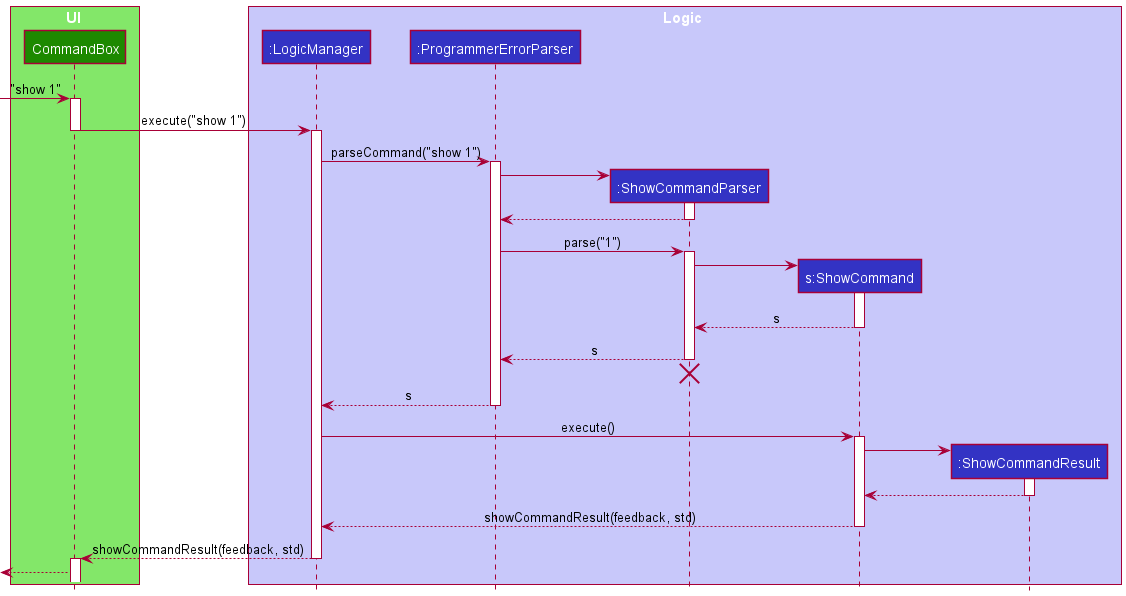 UI
Logic
CommandBox
:LogicManager
:ProgrammerErrorParser
"show 1"
execute("show 1")
parseCommand("show 1")
:ShowCommandParser
parse("1")
s:ShowCommand
s
s
s
execute()
:ShowCommandResult
showCommandResult(feedback, std)
showCommandResult(feedback, std)